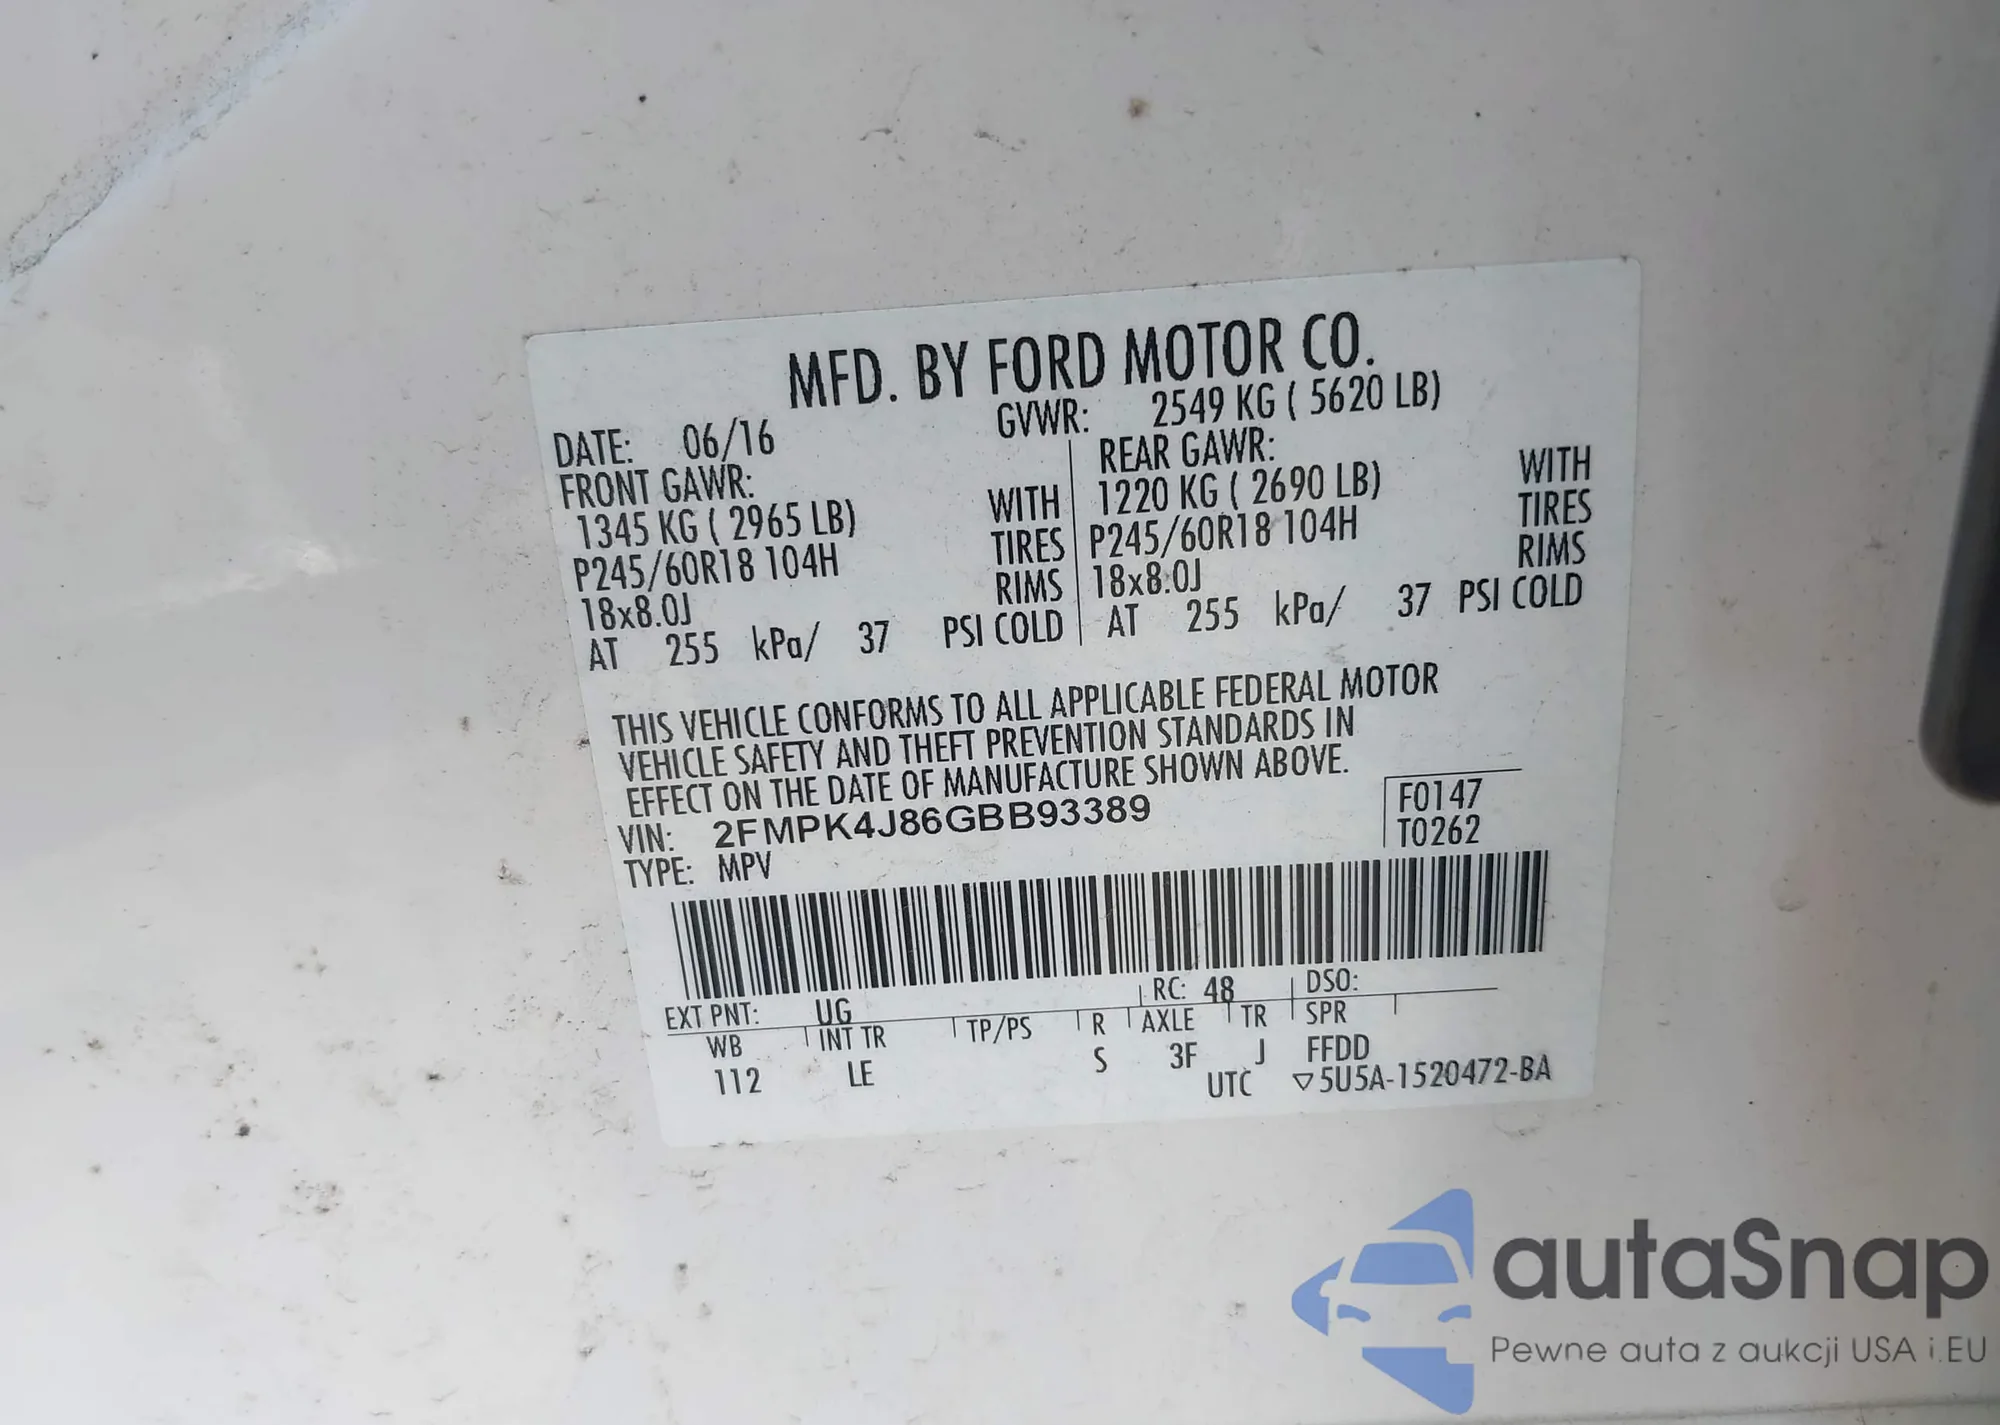 MFD. BY FORD MOTOR CO.
DATE: 06/16 GVWR: 2549 KG ( 5620 LB)
FRONT GAWR: REAR GAWR:
1345 KG ( 2965 LB) WITH 1220 KG ( 2690 LB) WITH
P245/60R18 104H TIRES P245/60R18 104H TIRES
18x8.0J RIMS 18x8.0J RIMS
AT 255 kPa/ 37 PSI COLD AT 255 kPa/ 37 PSI COLD
THIS VEHICLE CONFORMS TO ALL APPLICABLE FEDERAL MOTOR
VEHICLE SAFETY AND THEFT PREVENTION STANDARDS IN
EFFECT ON THE DATE OF MANUFACTURE SHOWN ABOVE.
VIN: 2FMPK4J86GBB93389 F0147
TYPE: MPV T0262
EXT PNT: UG RC: 48 DSO:
WB INT TR TP/PS R AXLE TR SPR
112 LE S 3F J FFDD
UTC ▽5U5A-1520472-BA
autaSnap
Pewne auta z aukcji USA i EU